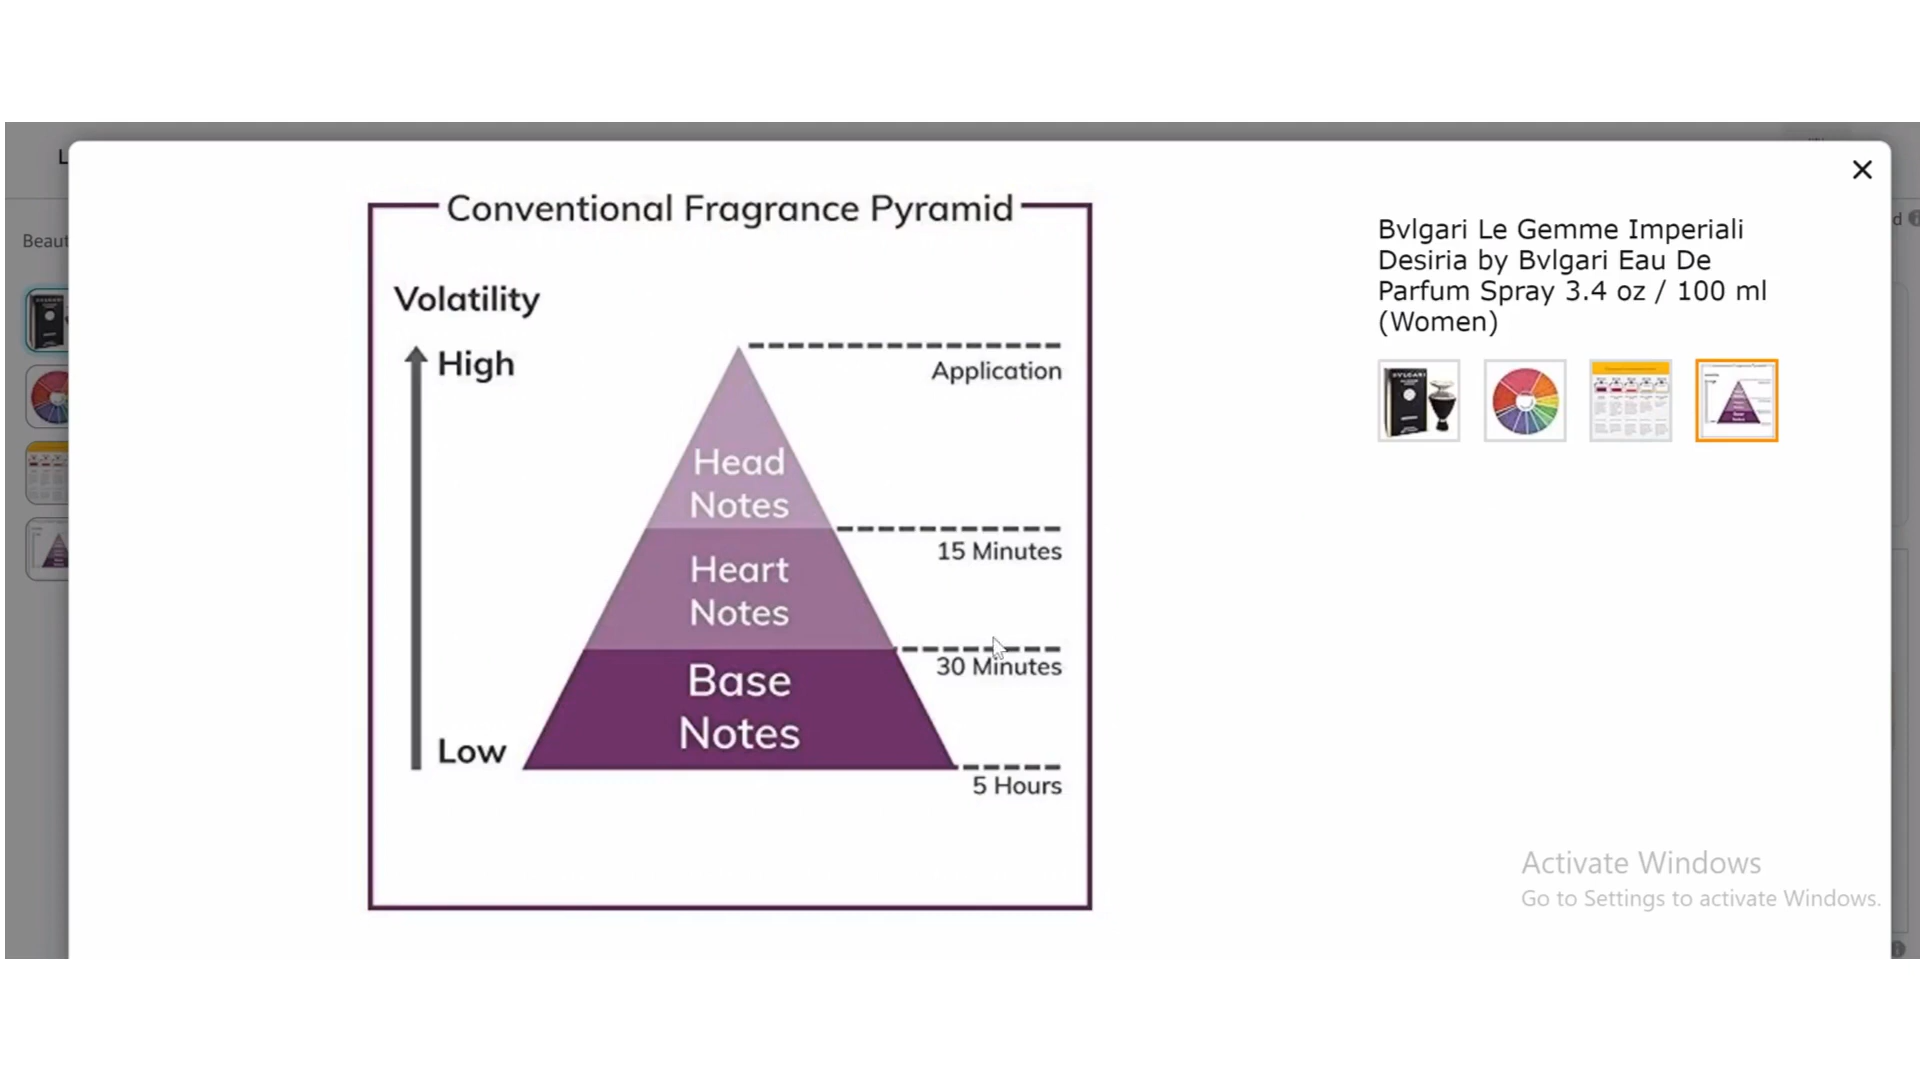 Conventional Fragrance Pyramid
Volatility
High
Application
Head
Notes
15 Minutes
Heart
Notes
30 Minutes
Base
Notes
Low
5 Hours
Bvlgari Le Gemme Imperiali
Desiria by Bvlgari Eau De
Parfum Spray 3.4 oz / 100 ml
(Women)
BVLGARI
L
Beaut
d
Activate Windows
Go to Settings to activate Windows.